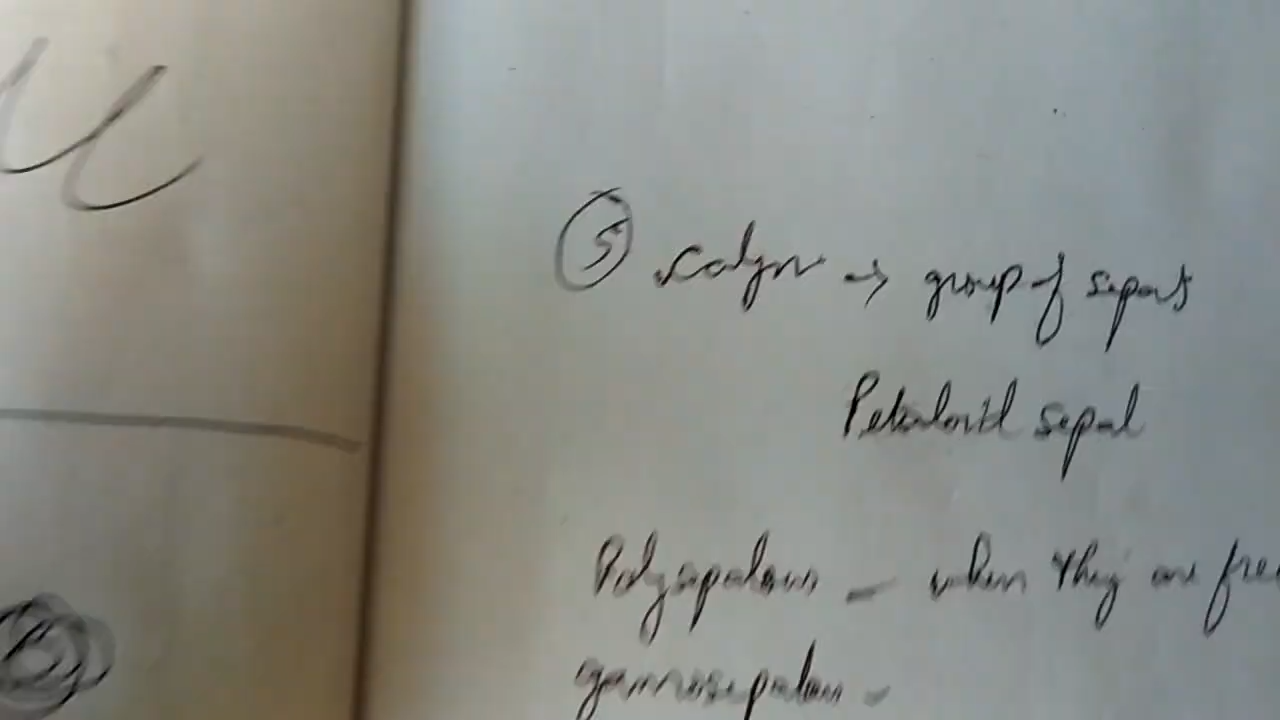 ⑤ Calyx → group of sepals
Petaloid sepal
Polysepalous - when they are free
gamosepalous -